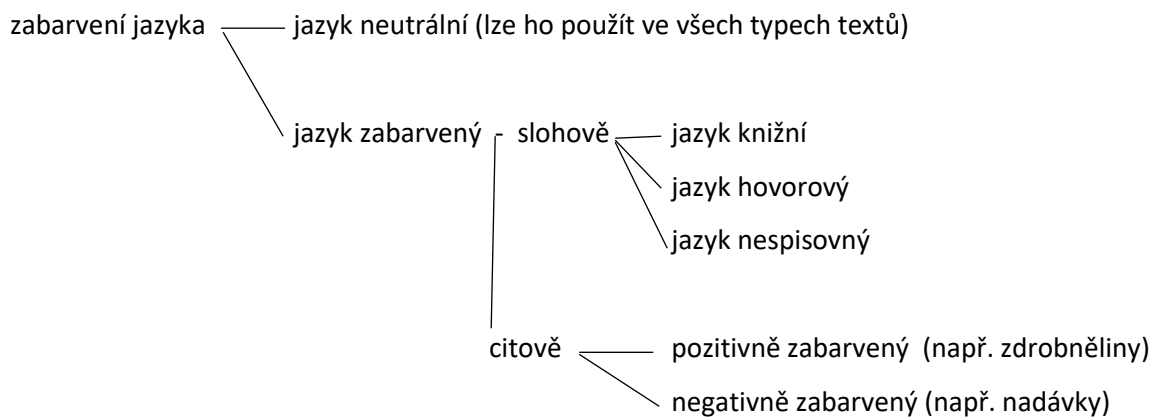 zabarvení jazyka jazyk neutrální (lze ho použít ve všech typech textů)
jazyk zabarvený - slohově jazyk knižní
jazyk hovorový
jazyk nespisovný
citově pozitivně zabarvený (např. zdrobněliny)
negativně zabarvený (např. nadávky)